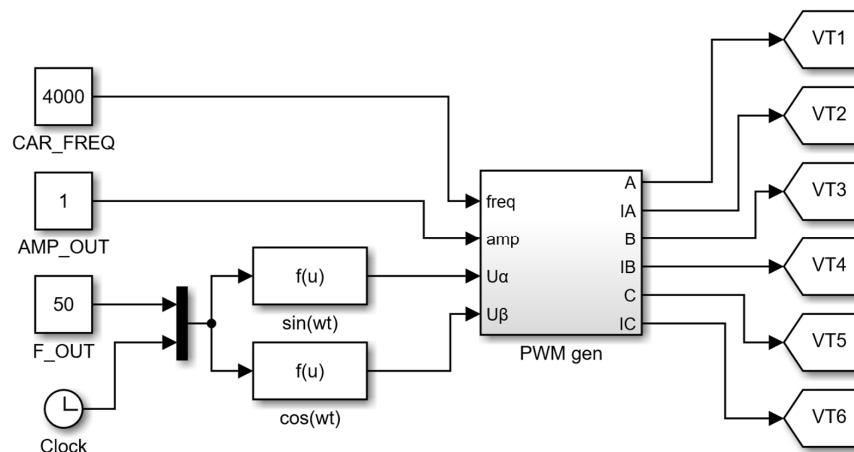 4000
CAR_FREQ
1
AMP_OUT
50
F_OUT
Clock
f(u)
sin(wt)
f(u)
cos(wt)
freq
amp
Uα
Uβ
A
IA
B
IB
C
IC
PWM gen
VT1
VT2
VT3
VT4
VT5
VT6